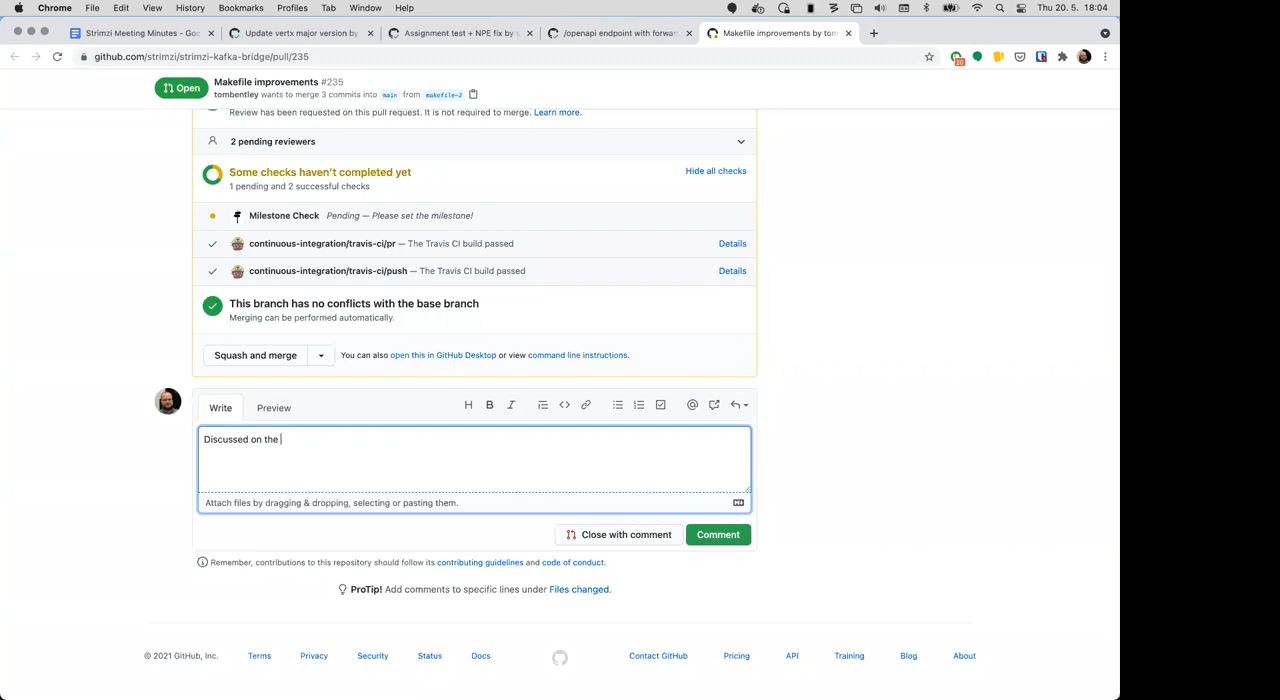 Chrome File Edit View History Bookmarks Profiles Tab Window Help Thu 20. 5. 18:04
Strimzi Meeting Minutes - Goo Update vertx major version by Assignment test + NPE fix by /openapi endpoint with forwar Makefile improvements by tom
github.com/strimzi/strimzi-kafka-bridge/pull/235
20
Open
Makefile improvements #235
tombentley wants to merge 3 commits into main from makefile-2
Review has been requested on this pull request. It is not required to merge. Learn more.
2 pending reviewers
Some checks haven't completed yet
Hide all checks
1 pending and 2 successful checks
Milestone Check Pending — Please set the milestone!
continuous-integration/travis-ci/pr — The Travis CI build passed Details
continuous-integration/travis-ci/push — The Travis CI build passed Details
This branch has no conflicts with the base branch
Merging can be performed automatically.
Squash and merge You can also open this in GitHub Desktop or view command line instructions.
Write Preview
Discussed on the
Attach files by dragging & dropping, selecting or pasting them.
Close with comment Comment
Remember, contributions to this repository should follow its contributing guidelines and code of conduct.
ProTip! Add comments to specific lines under Files changed.
© 2021 GitHub, Inc. Terms Privacy Security Status Docs Contact GitHub Pricing API Training Blog About